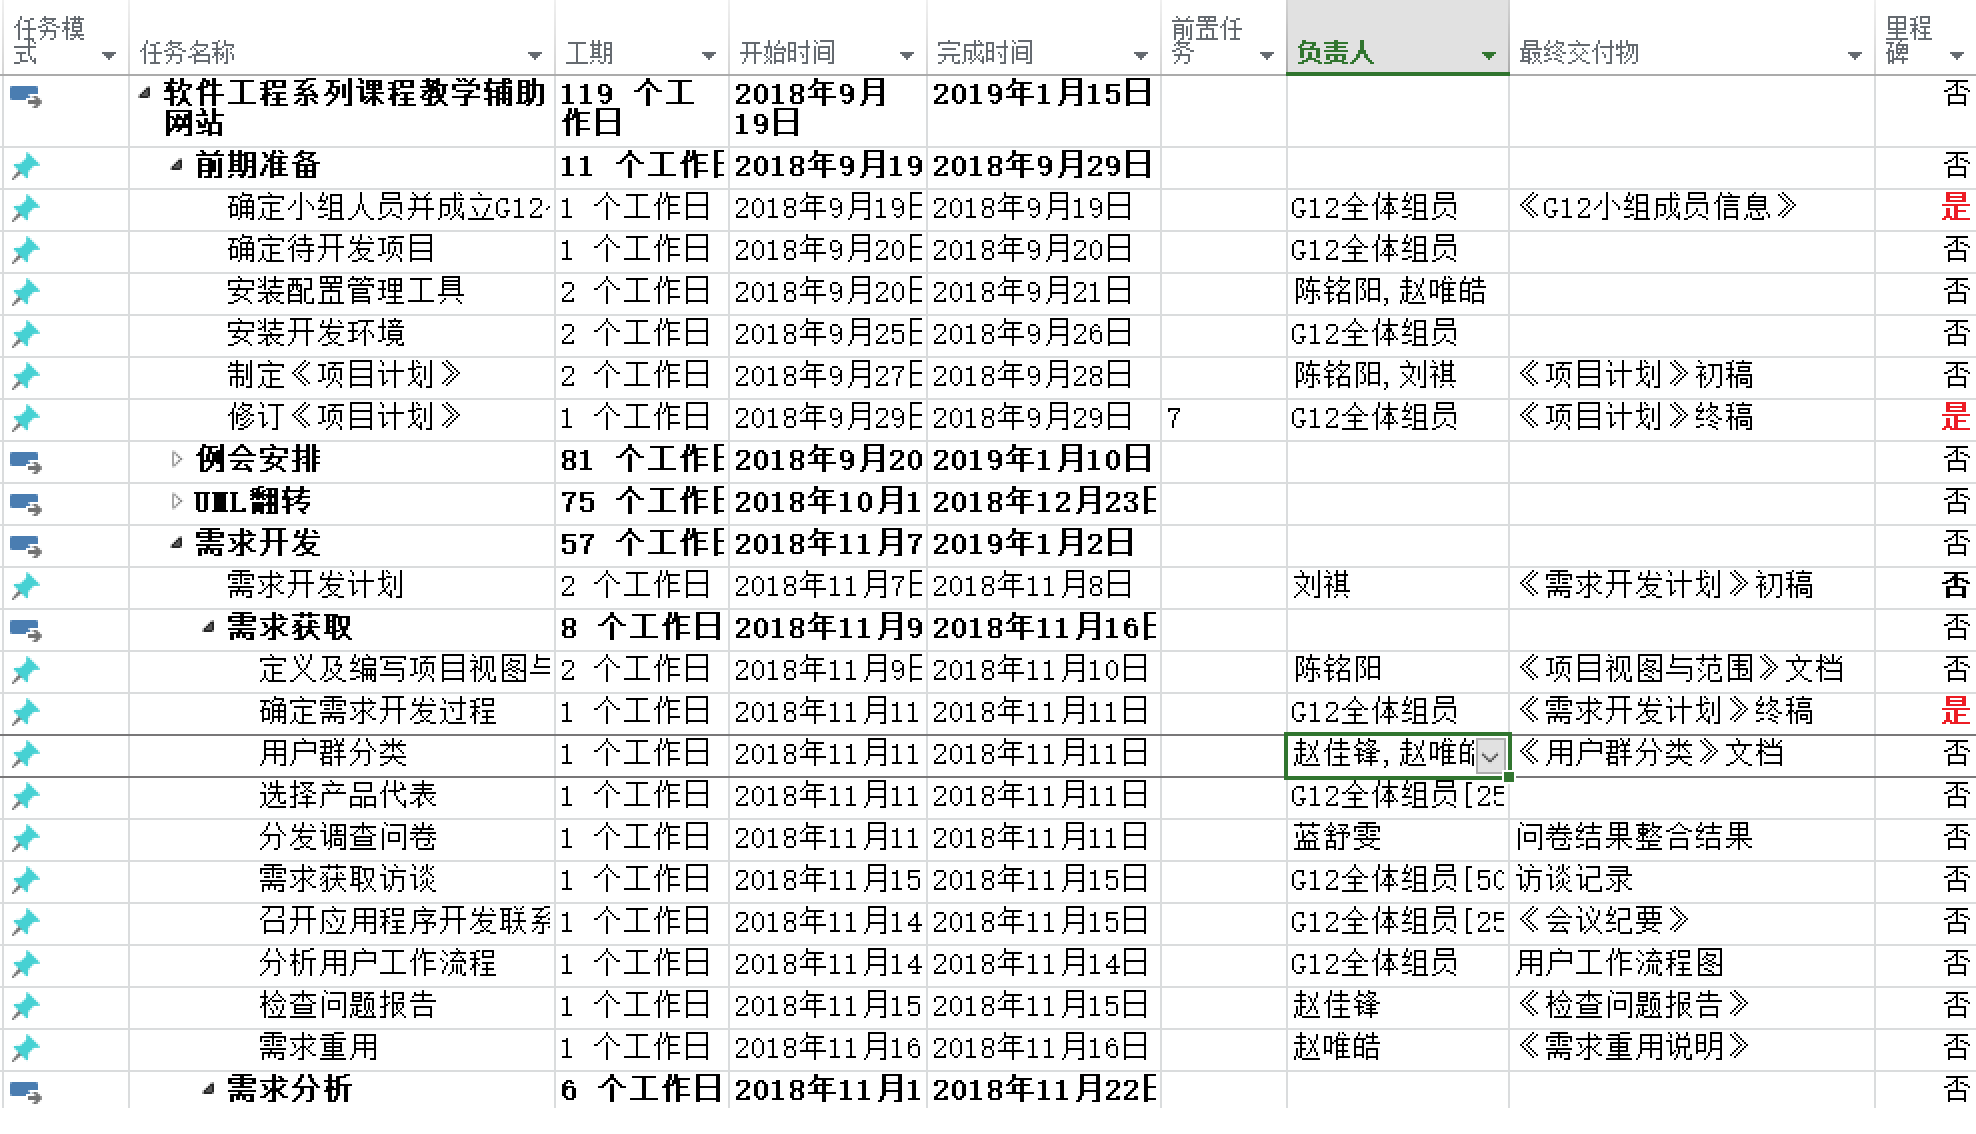 任务模式 任务名称 工期 开始时间 完成时间 前置任务 负责人 最终交付物 里程碑
软件工程系列课程教学辅助网站 119 个工作日 2018年9月19日 2019年1月15日 否
前期准备 11 个工作日 2018年9月19 2018年9月29日 否
确定小组人员并成立G12 1 个工作日 2018年9月19日 2018年9月19日 G12全体组员 《G12小组成员信息》 是
确定待开发项目 1 个工作日 2018年9月20日 2018年9月20日 G12全体组员 否
安装配置管理工具 2 个工作日 2018年9月20日 2018年9月21日 陈铭阳,赵唯皓 否
安装开发环境 2 个工作日 2018年9月25日 2018年9月26日 G12全体组员 否
制定《项目计划》 2 个工作日 2018年9月27日 2018年9月28日 陈铭阳,刘祺 《项目计划》初稿 否
修订《项目计划》 1 个工作日 2018年9月29日 2018年9月29日 7 G12全体组员 《项目计划》终稿 是
例会安排 81 个工作日 2018年9月20 2019年1月10日 否
UML翻转 75 个工作日 2018年10月1 2018年12月23日 否
需求开发 57 个工作日 2018年11月7 2019年1月2日 否
需求开发计划 2 个工作日 2018年11月7日 2018年11月8日 刘祺 《需求开发计划》初稿 否
需求获取 8 个工作日 2018年11月9 2018年11月16日 否
定义及编写项目视图与 2 个工作日 2018年11月9日 2018年11月10日 陈铭阳 《项目视图与范围》文档 否
确定需求开发过程 1 个工作日 2018年11月11 2018年11月11日 G12全体组员 《需求开发计划》终稿 是
用户群分类 1 个工作日 2018年11月11 2018年11月11日 赵佳锋,赵唯皓 《用户群分类》文档 否
选择产品代表 1 个工作日 2018年11月11 2018年11月11日 G12全体组员[25 否
分发调查问卷 1 个工作日 2018年11月11 2018年11月11日 蓝舒雯 问卷结果整合结果 否
需求获取访谈 1 个工作日 2018年11月15 2018年11月15日 G12全体组员[50 访谈记录 否
召开应用程序开发联系 1 个工作日 2018年11月14 2018年11月15日 G12全体组员[25 《会议纪要》 否
分析用户工作流程 1 个工作日 2018年11月14 2018年11月14日 G12全体组员 用户工作流程图 否
检查问题报告 1 个工作日 2018年11月15 2018年11月15日 赵佳锋 《检查问题报告》 否
需求重用 1 个工作日 2018年11月16 2018年11月16日 赵唯皓 《需求重用说明》 否
需求分析 6 个工作日 2018年11月1 2018年11月22日 否